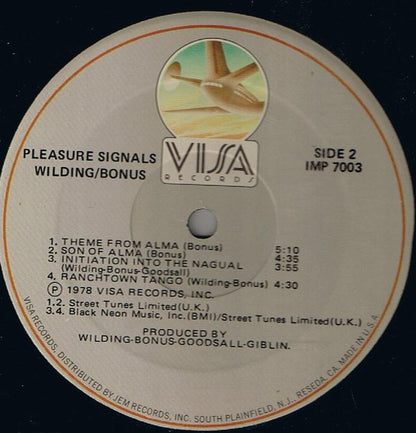 PLEASURE SIGNALS
WILDING/BONUS
VISA
RECORDS
SIDE 2
IMP 7003
1. THEME FROM ALMA (Bonus) 5:10
2. SON OF ALMA (Bonus) 4:35
3. INITIATION INTO THE NAGUAL 3:55
(Wilding-Bonus-Goodsall)
4. RANCHTOWN TANGO (Wilding-Bonus) 4:30
Ⓟ 1978 VISA RECORDS, INC.
1.2. Street Tunes Limited(U.K.)
3.4. Black Neon Music, Inc.(BMI)/Street Tunes Limited(U.K.)
PRODUCED BY
WILDING-BONUS-GOODSALL-GIBLIN.
VISA RECORDS, DISTRIBUTED BY JEM RECORDS, INC. SOUTH PLAINFIELD, N.J., RESEDA, CA. MADE IN U.S.A.